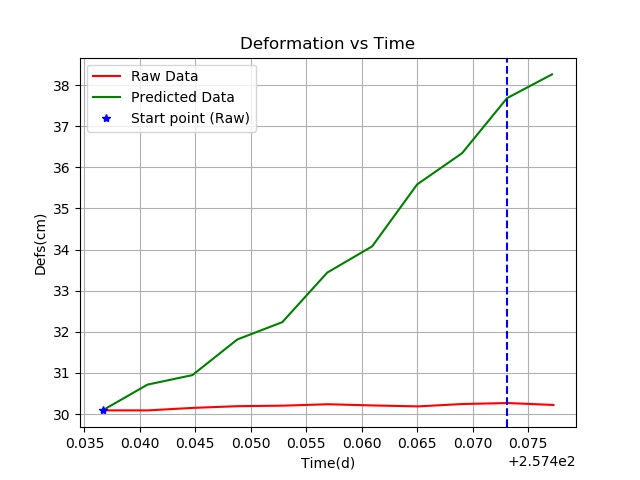 Deformation vs Time
Raw Data
Predicted Data
Start point (Raw)
Defs(cm)
38
37
36
35
34
33
32
31
30
0.035 0.040 0.045 0.050 0.055 0.060 0.065 0.070 0.075
Time(d)
+2.574e2